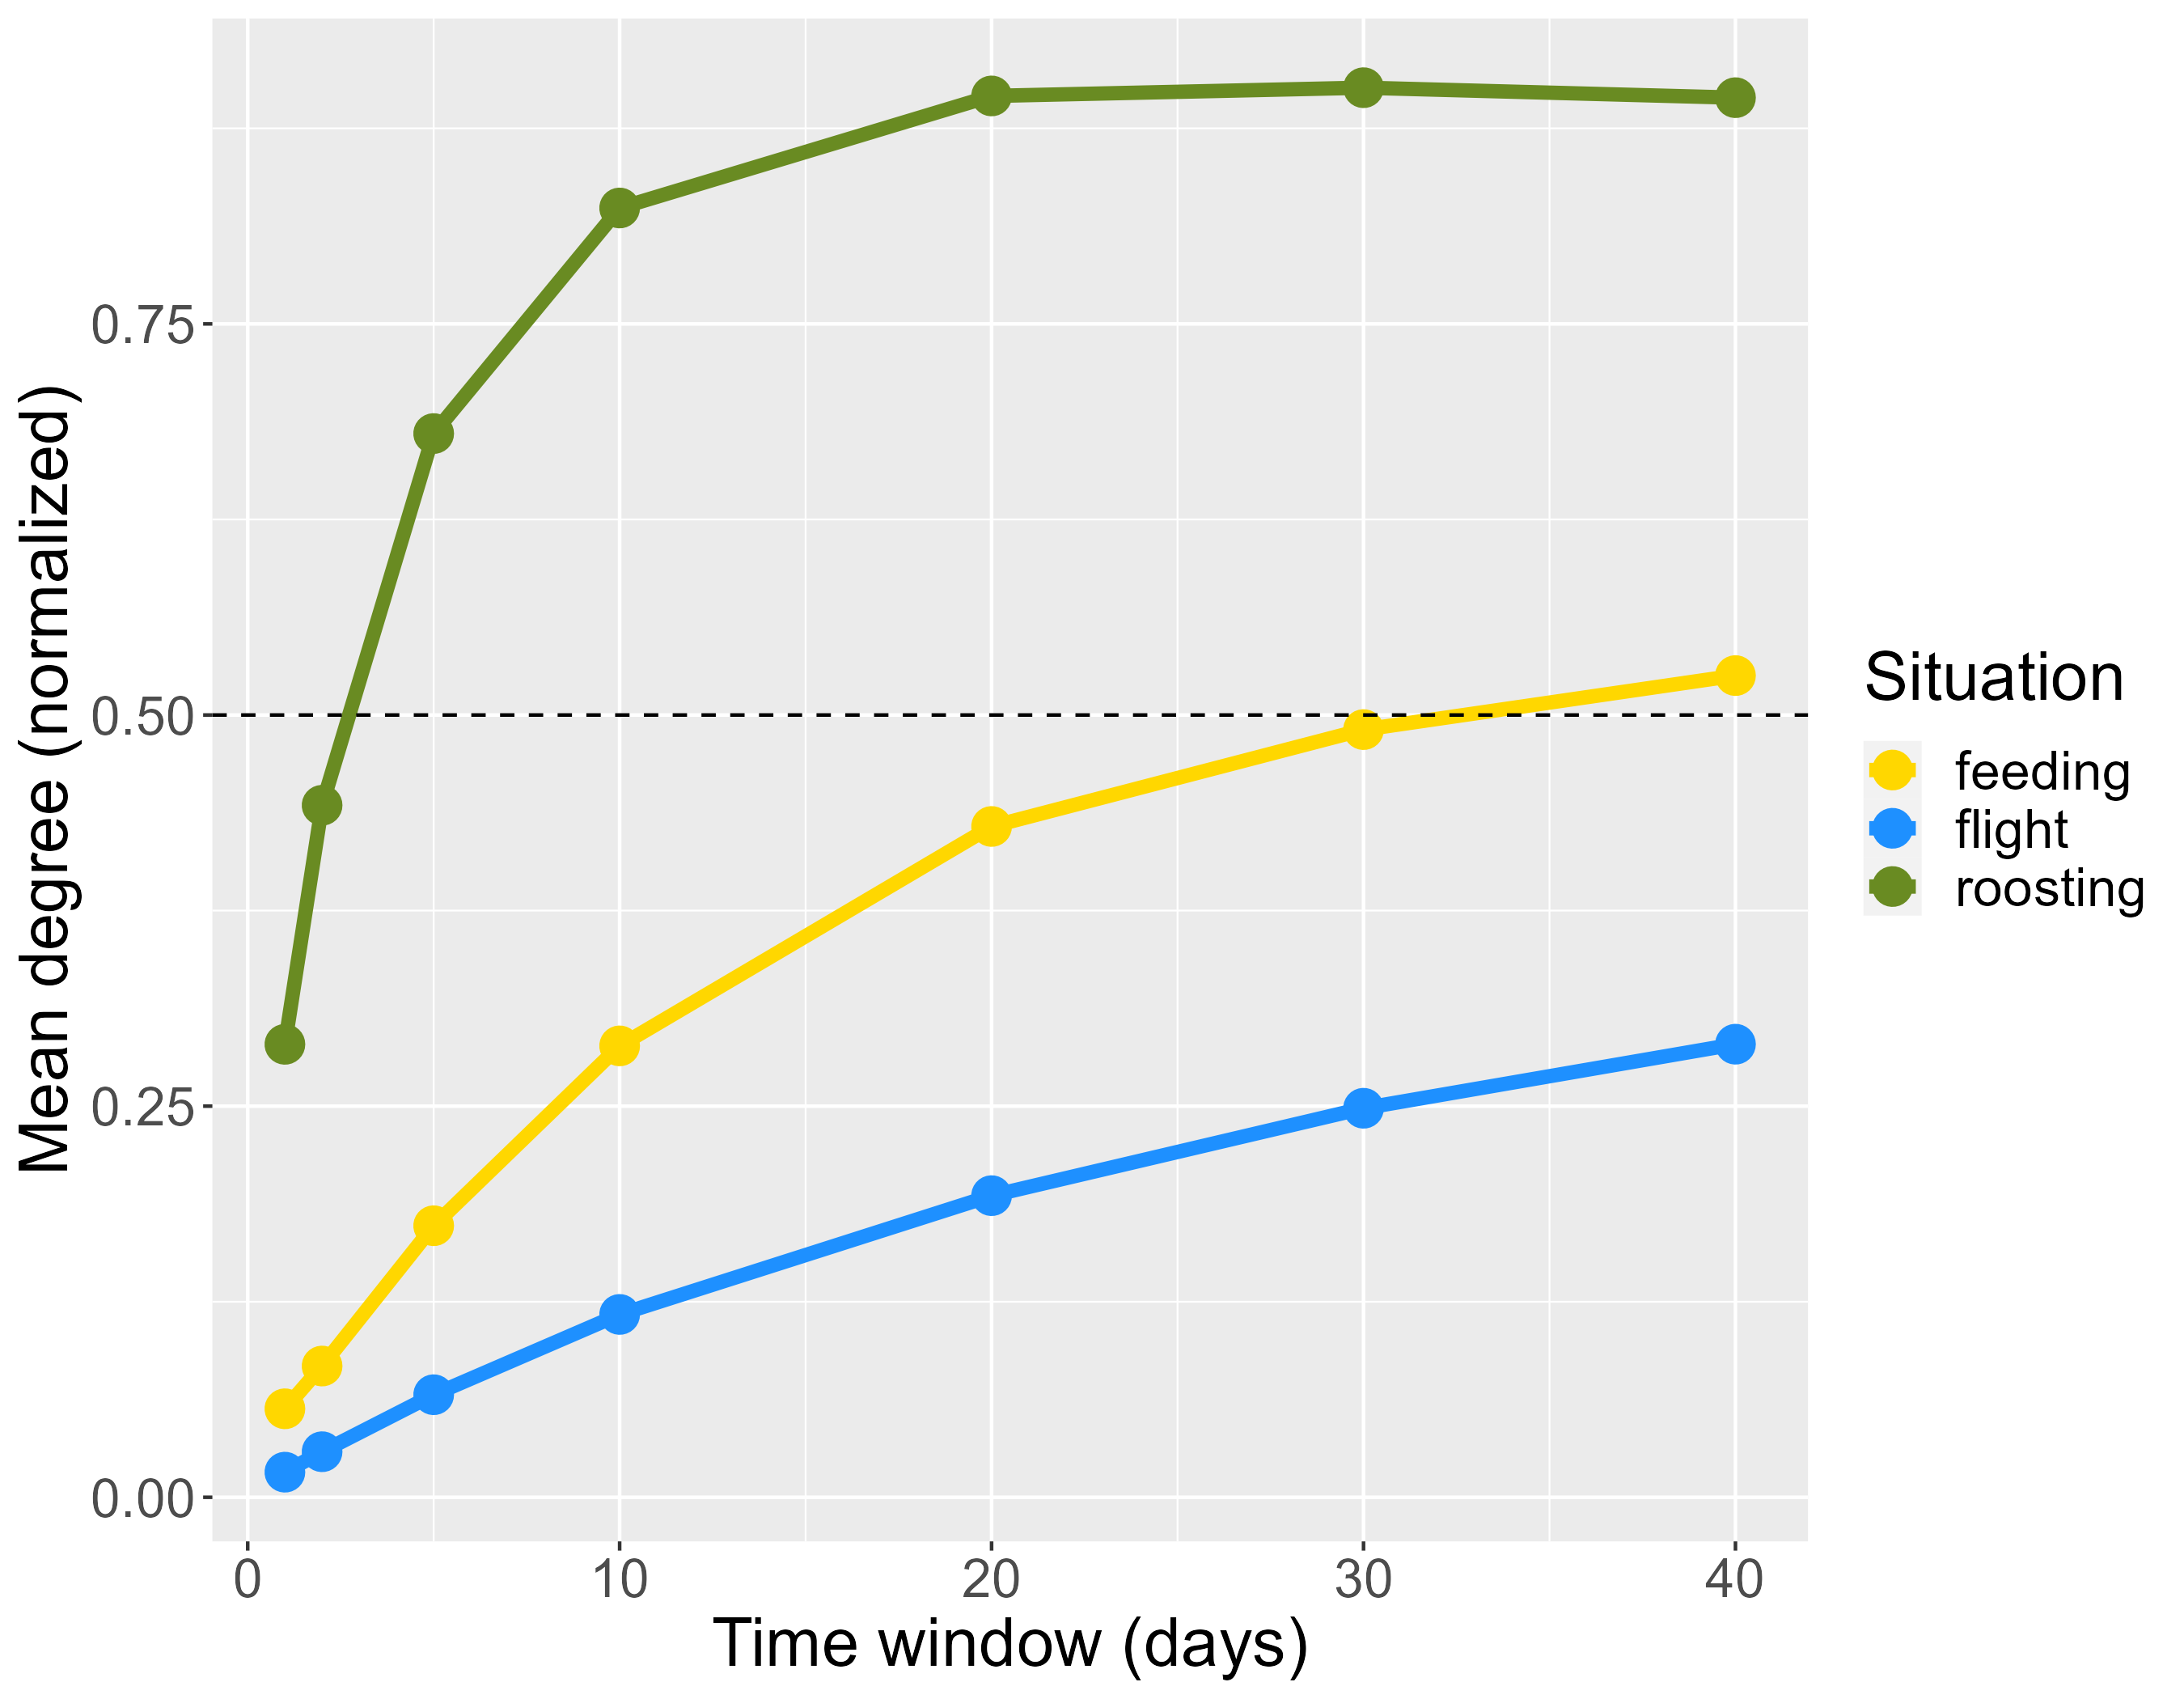 Mean degree (normalized)
0.75
0.50
0.25
0.00
0 10 20 30 40
Time window (days)
Situation
feeding
flight
roosting